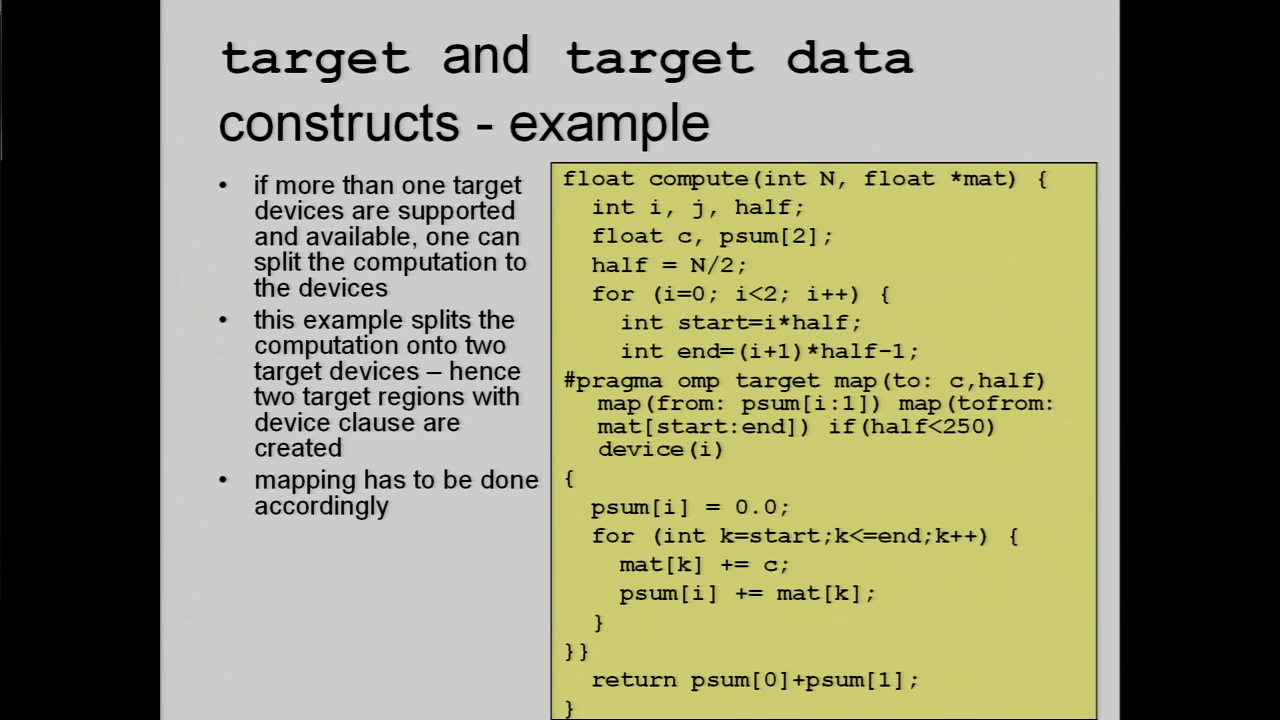 target and target data
constructs - example
• if more than one target
devices are supported
and available, one can
split the computation to
the devices
• this example splits the
computation onto two
target devices – hence
two target regions with
device clause are
created
• mapping has to be done
accordingly
float compute(int N, float *mat) {
int i, j, half;
float c, psum[2];
half = N/2;
for (i=0; i<2; i++) {
int start=i*half;
int end=(i+1)*half-1;
#pragma omp target map(to: c,half)
map(from: psum[i:1]) map(tofrom:
mat[start:end]) if(half<250)
device(i)
{
psum[i] = 0.0;
for (int k=start;k<=end;k++) {
mat[k] += c;
psum[i] += mat[k];
}
}}
return psum[0]+psum[1];
}